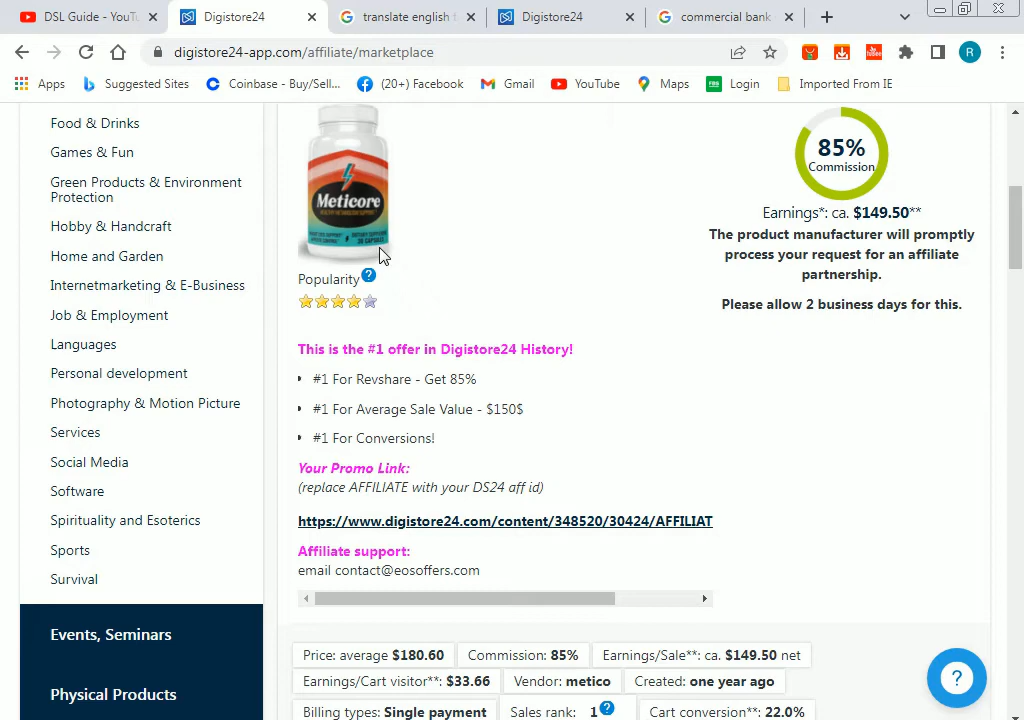 DSL Guide - YouTu
Digistore24
translate english t
Digistore24
commercial bank
digistore24-app.com/affiliate/marketplace
R
Apps
Suggested Sites
Coinbase - Buy/Sell...
(20+) Facebook
Gmail
YouTube
Maps
FBS
Login
Imported From IE
Food & Drinks
Games & Fun
Green Products & Environment
Protection
Hobby & Handcraft
Home and Garden
Internetmarketing & E-Business
Job & Employment
Languages
Personal development
Photography & Motion Picture
Services
Social Media
Software
Spirituality and Esoterics
Sports
Survival
Events, Seminars
Physical Products
Meticore
Popularity ?
85%
Commission
Earnings*: ca. $149.50**
The product manufacturer will promptly
process your request for an affiliate
partnership.
Please allow 2 business days for this.
This is the #1 offer in Digistore24 History!
#1 For Revshare - Get 85%
#1 For Average Sale Value - $150$
#1 For Conversions!
Your Promo Link:
(replace AFFILIATE with your DS24 aff id)
https://www.digistore24.com/content/348520/30424/AFFILIAT
Affiliate support:
email contact@eosoffers.com
Price: average $180.60
Commission: 85%
Earnings/Sale**: ca. $149.50 net
Earnings/Cart visitor**: $33.66
Vendor: metico
Created: one year ago
Billing types: Single payment
Sales rank: 1 ?
Cart conversion**: 22.0%
?